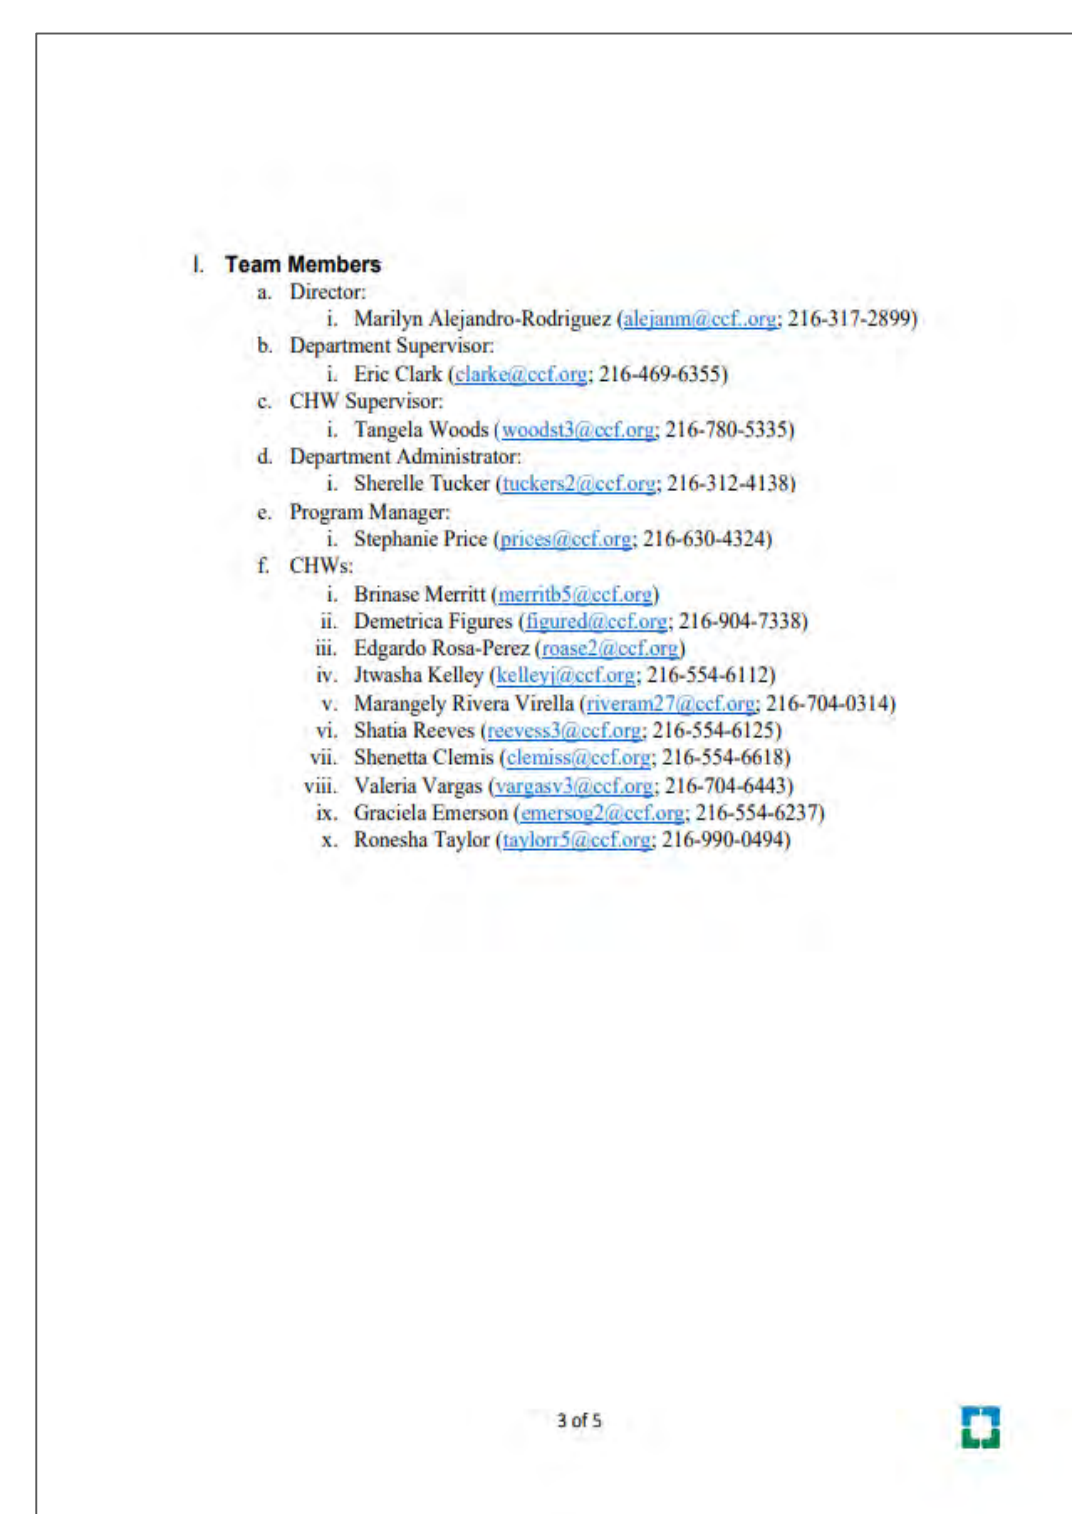 I. Team Members
a. Director:
i. Marilyn Alejandro-Rodriguez (alejanm@ccf..org; 216-317-2899)
b. Department Supervisor:
i. Eric Clark (clarke@ccf.org; 216-469-6355)
c. CHW Supervisor:
i. Tangela Woods (woodst3@ccf.org; 216-780-5335)
d. Department Administrator:
i. Sherelle Tucker (tuckers2@ccf.org; 216-312-4138)
e. Program Manager:
i. Stephanie Price (prices@ccf.org; 216-630-4324)
f. CHWs:
i. Brinase Merritt (merritb5@ccf.org)
ii. Demetrica Figures (figured@ccf.org; 216-904-7338)
iii. Edgardo Rosa-Perez (roase2@ccf.org)
iv. Jtwasha Kelley (kelleyj@ccf.org; 216-554-6112)
v. Marangely Rivera Virella (riveram27@ccf.org; 216-704-0314)
vi. Shatia Reeves (reevess3@ccf.org; 216-554-6125)
vii. Shenetta Clemis (clemiss@ccf.org; 216-554-6618)
viii. Valeria Vargas (vargasv3@ccf.org; 216-704-6443)
ix. Graciela Emerson (emersog2@ccf.org; 216-554-6237)
x. Ronesha Taylor (taylorr5@ccf.org; 216-990-0494)
3 of 5